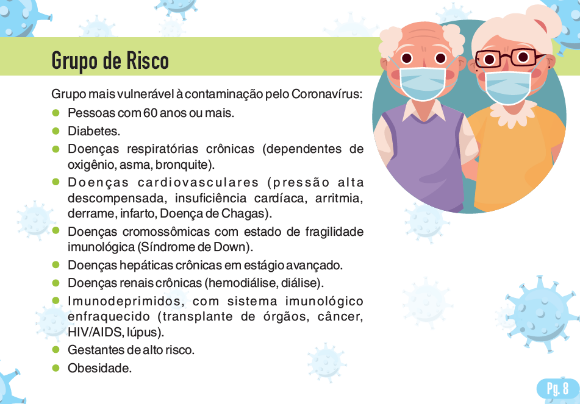 Grupo de Risco
Grupo mais vulnerável à contaminação pelo Coronavírus:
Pessoas com 60 anos ou mais.
Diabetes.
Doenças respiratórias crônicas (dependentes de
oxigênio, asma, bronquite).
Doenças cardiovasculares (pressão alta
descompensada, insuficiência cardíaca, arritmia,
derrame, infarto, Doença de Chagas).
Doenças cromossômicas com estado de fragilidade
imunológica (Síndrome de Down).
Doenças hepáticas crônicas em estágio avançado.
Doenças renais crônicas (hemodiálise, diálise).
Imunodeprimidos, com sistema imunológico
enfraquecido (transplante de órgãos, câncer,
HIV/AIDS, lúpus).
Gestantes de alto risco.
Obesidade.
Pg. 8